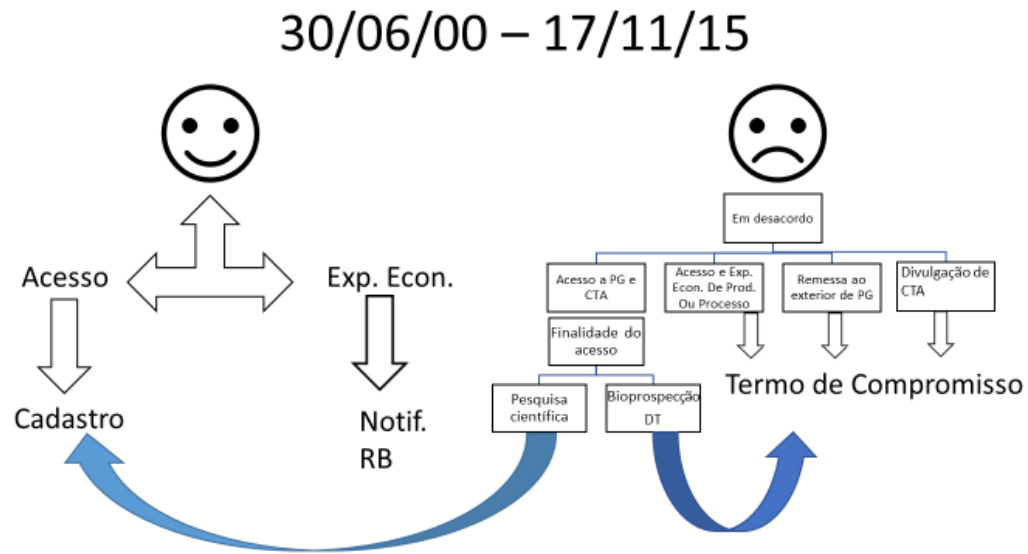 30/06/00 – 17/11/15
Acesso
Cadastro
Exp. Econ.
Notif.
RB
Em desacordo
Acesso a PG e
CTA
Finalidade do
acesso
Pesquisa
científica
Bioprospecção
DT
Acesso e Exp.
Econ. De Prod.
Ou Processo
Remessa ao
exterior de PG
Divulgação de
CTA
Termo de Compromisso